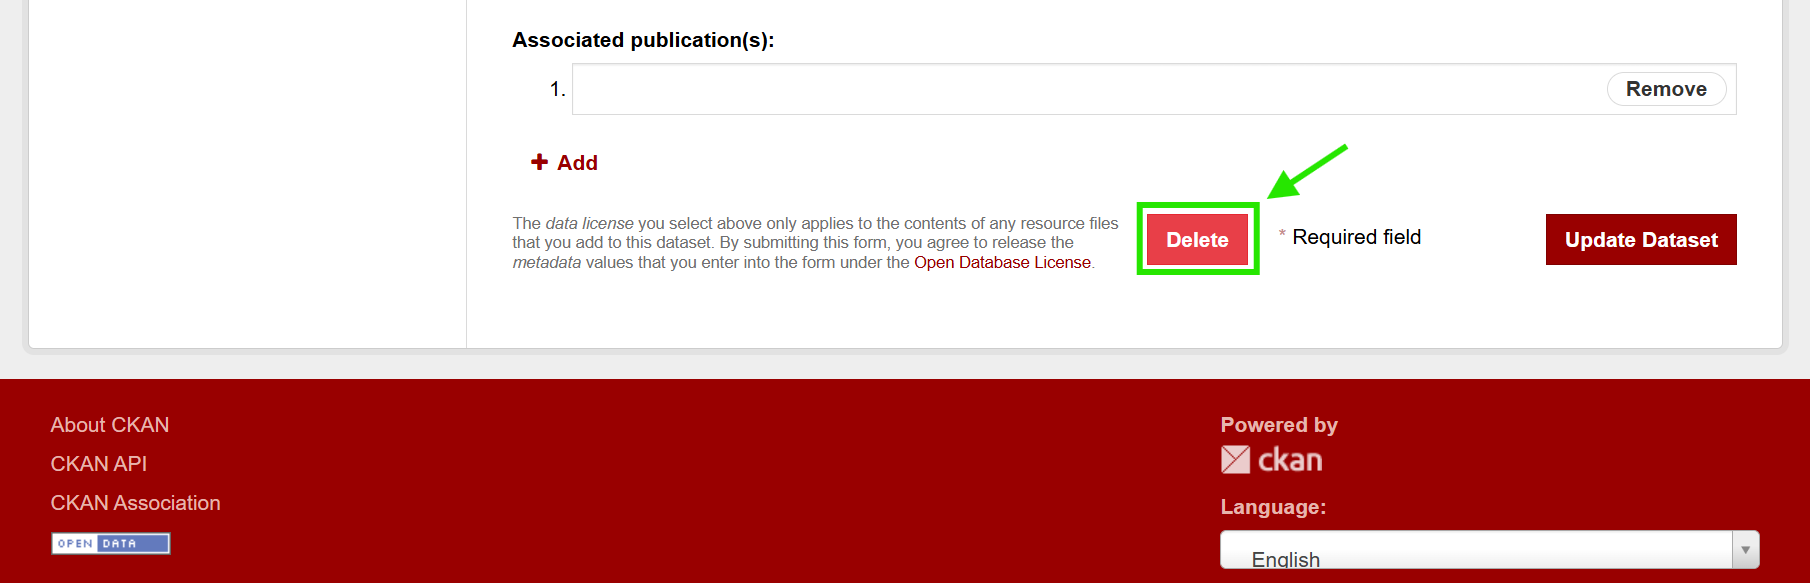 Associated publication(s):
1.
Remove
+ Add
The data license you select above only applies to the contents of any resource files
that you add to this dataset. By submitting this form, you agree to release the
metadata values that you enter into the form under the Open Database License.
Delete
* Required field
Update Dataset
About CKAN
CKAN API
CKAN Association
OPEN DATA
Powered by
ckan
Language:
English